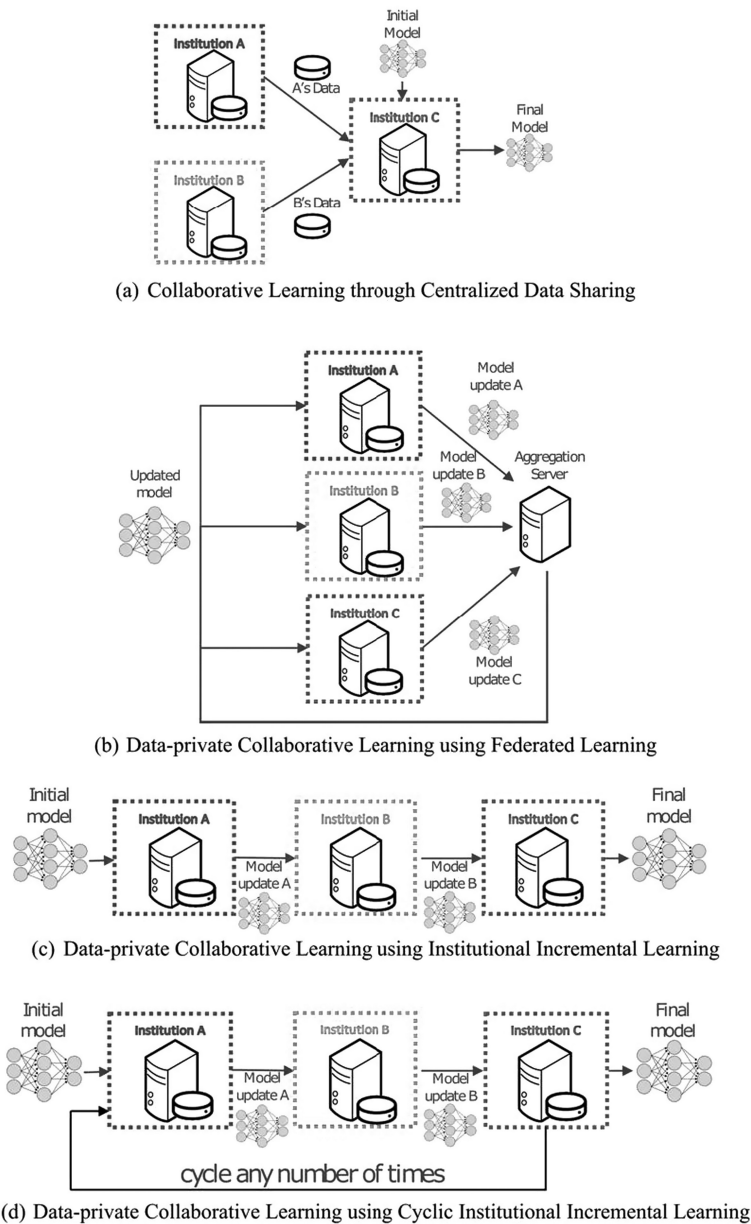 Initial
Model
Institution A
A's Data
Institution C
Final
Model
Institution B
B's Data
(a) Collaborative Learning through Centralized Data Sharing
Institution A
Model
update A
Updated
model
Institution B
Model
update B
Aggregation
Server
Institution C
Model
update C
(b) Data-private Collaborative Learning using Federated Learning
Initial
model
Institution A
Model
update A
Institution B
Model
update B
Institution C
Final
model
(c) Data-private Collaborative Learning using Institutional Incremental Learning
Initial
model
Institution A
Model
update A
Institution B
Model
update B
Institution C
Final
model
cycle any number of times
(d) Data-private Collaborative Learning using Cyclic Institutional Incremental Learning